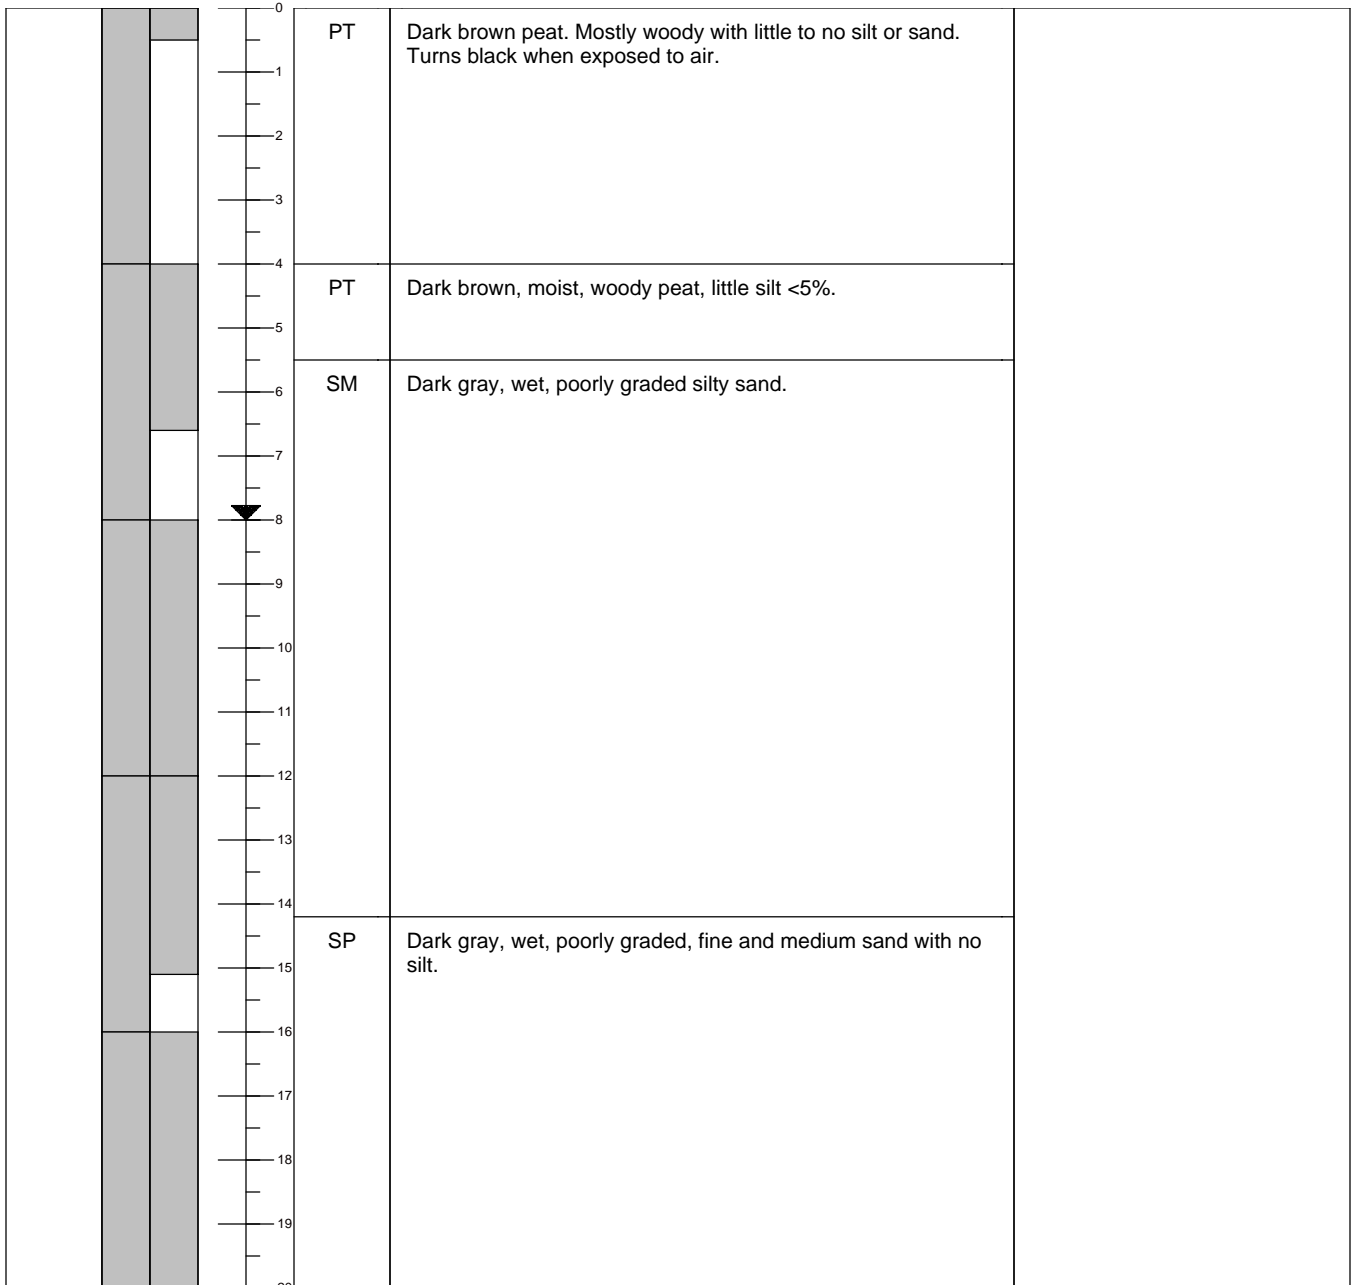 0
PT
Dark brown peat. Mostly woody with little to no silt or sand.
Turns black when exposed to air.
1
2
3
4
PT
Dark brown, moist, woody peat, little silt <5%.
5
SM
Dark gray, wet, poorly graded silty sand.
6
7
8
9
10
11
12
13
14
SP
Dark gray, wet, poorly graded, fine and medium sand with no
silt.
15
16
17
18
19